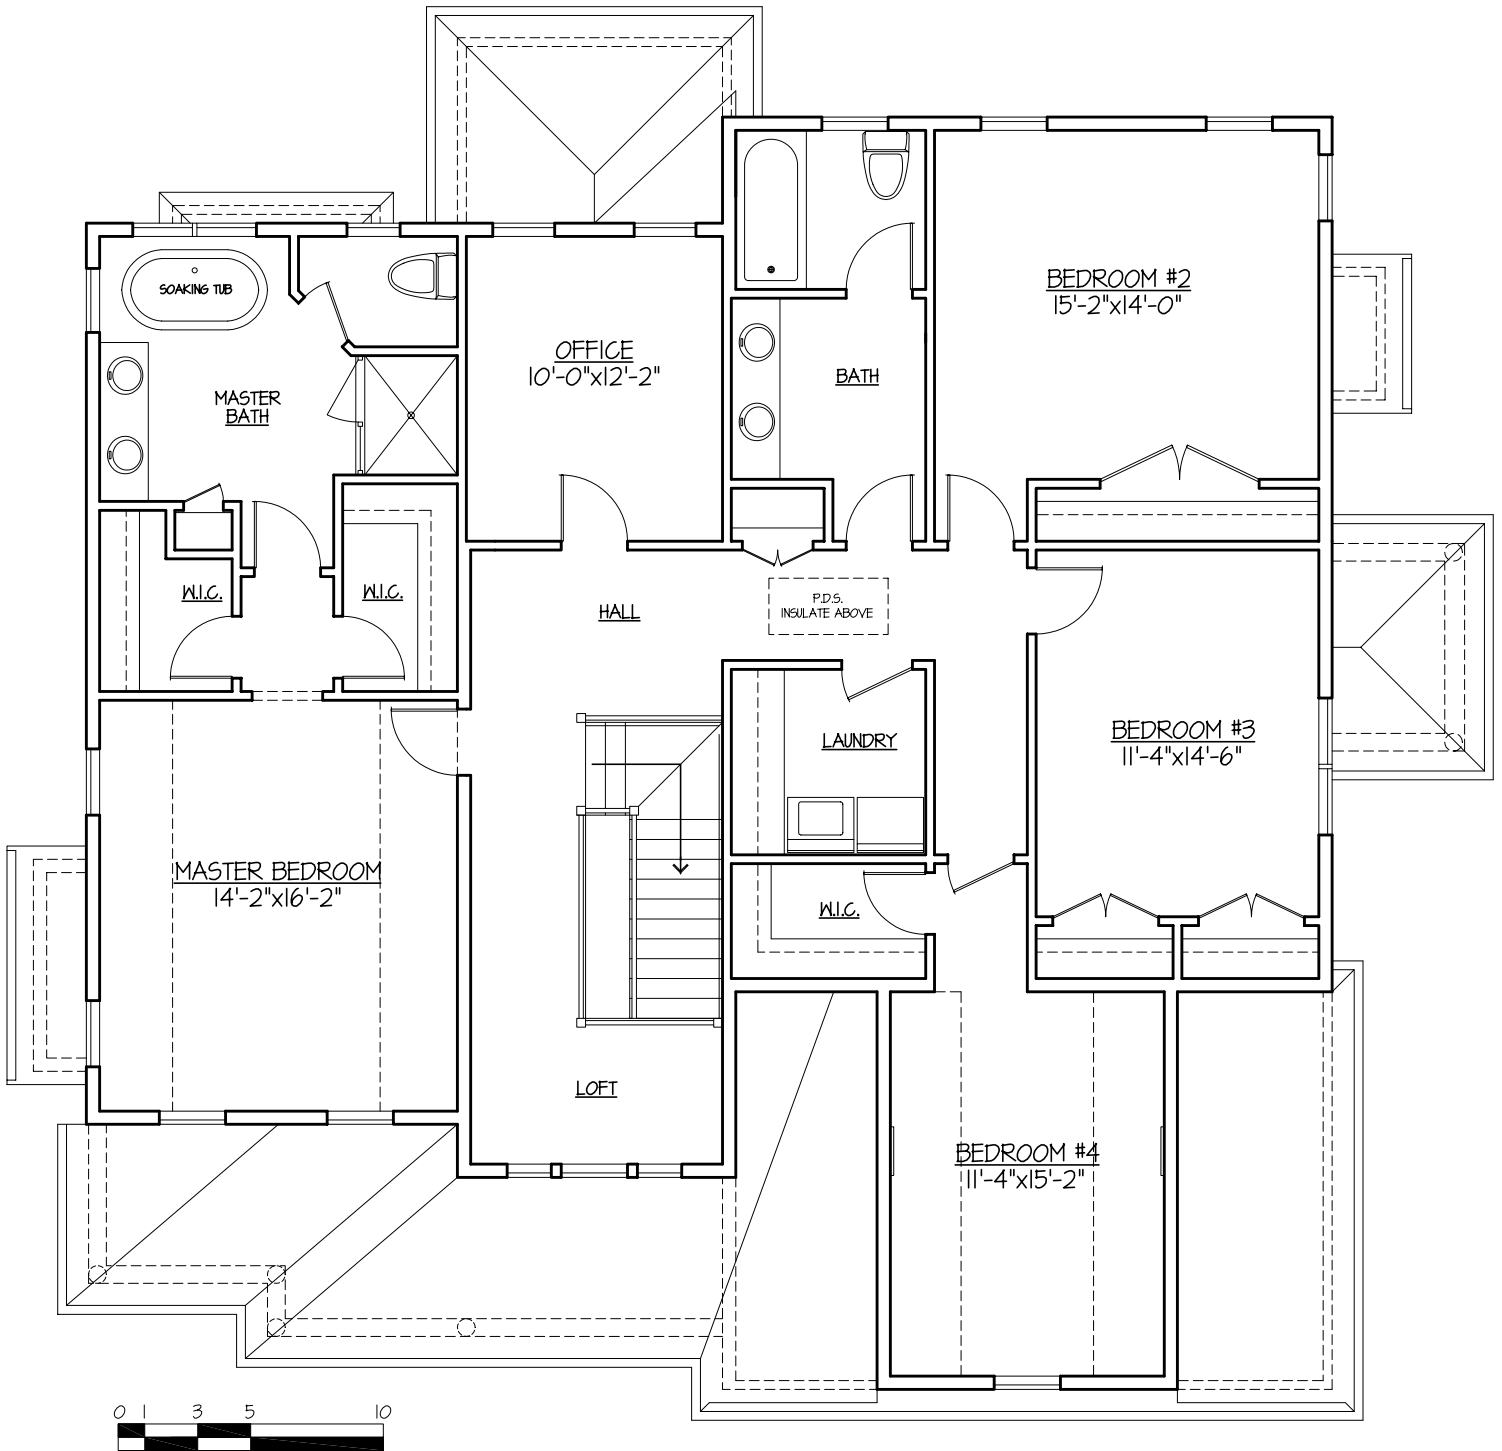 BEDROOM #2
15'-2"x14'-0"
SOAKING TUB
OFFICE
10'-0"x12'-2"
BATH
MASTER
BATH
W.I.C.
W.I.C.
HALL
P.D.S.
INSULATE ABOVE
BEDROOM #3
11'-4"x14'-6"
LAUNDRY
MASTER BEDROOM
14'-2"x16'-2"
W.I.C.
LOFT
BEDROOM #4
11'-4"x15'-2"
0 1 3 5 10